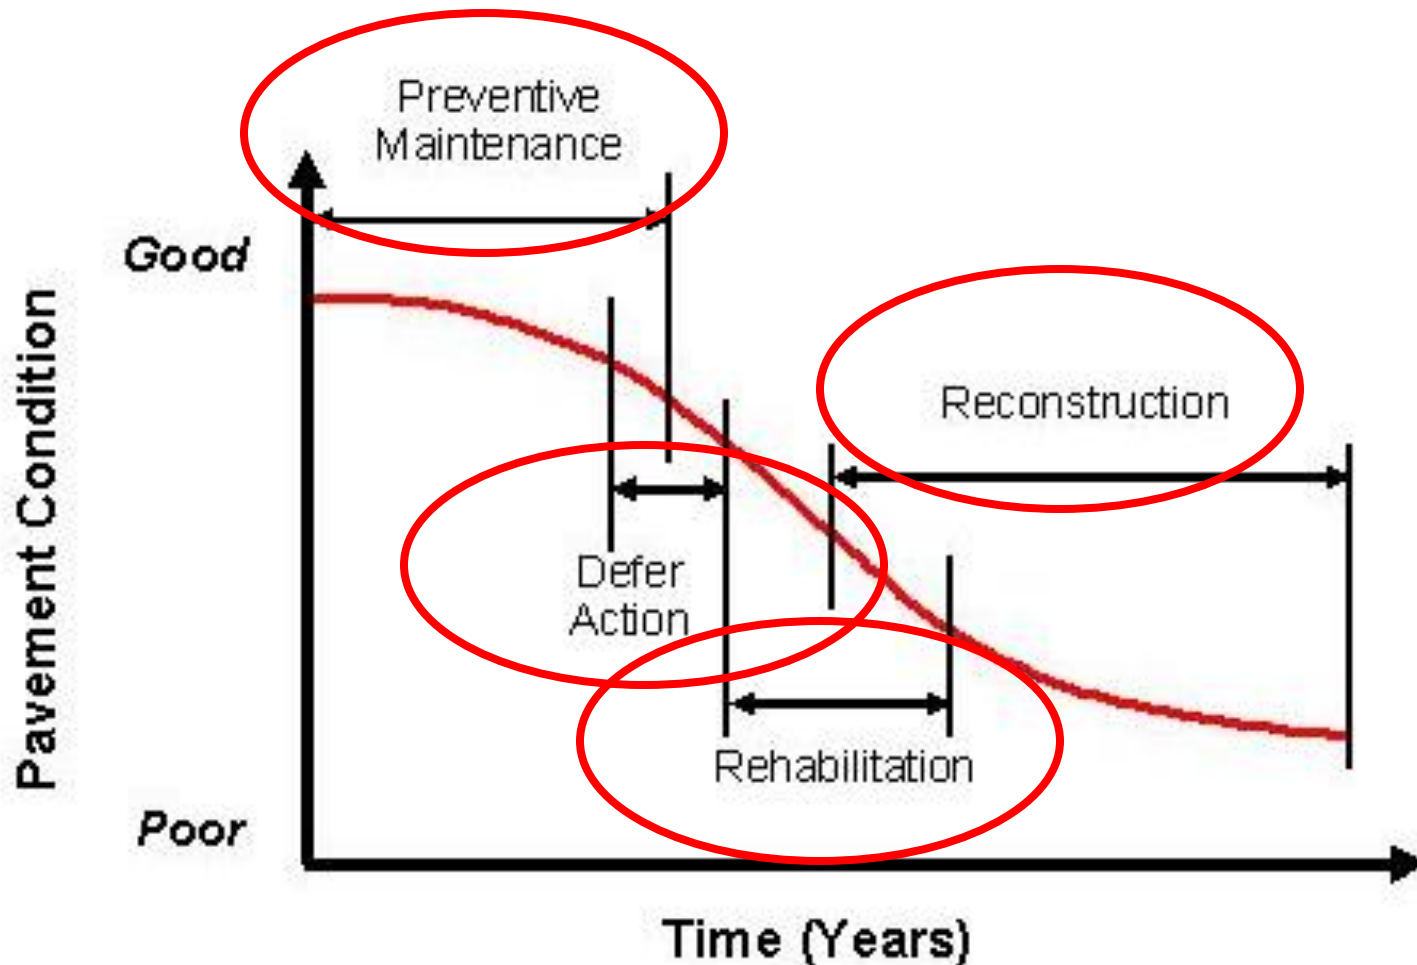 Preventive
Maintenance
Good
Pavement Condition
Reconstruction
Defer
Action
Rehabilitation
Poor
Time (Years)